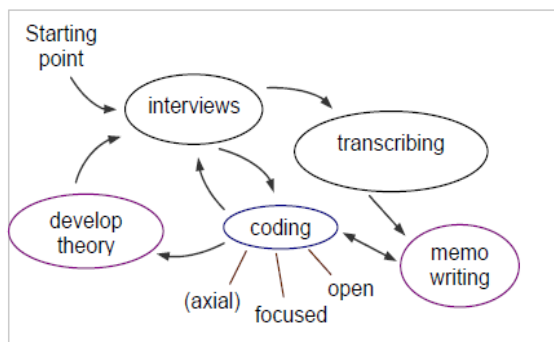 Starting
point
interviews
transcribing
develop
theory
coding
memo
writing
(axial)
focused
open